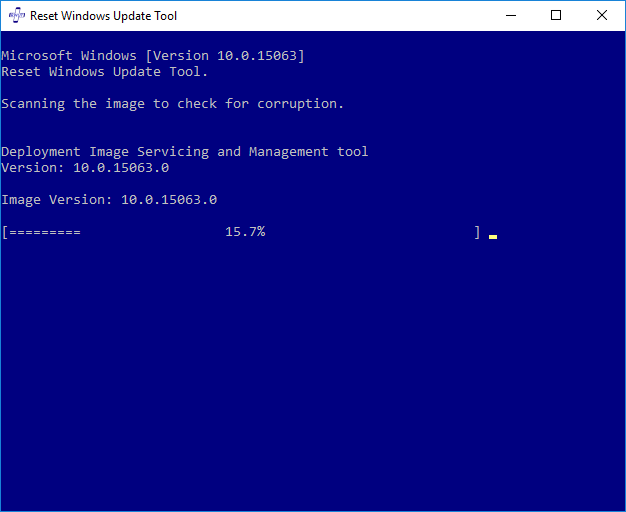 Reset Windows Update Tool
Microsoft Windows [Version 10.0.15063]
Reset Windows Update Tool.
Scanning the image to check for corruption.
Deployment Image Servicing and Management tool
Version: 10.0.15063.0
Image Version: 10.0.15063.0
[=========                  15.7%                          ]